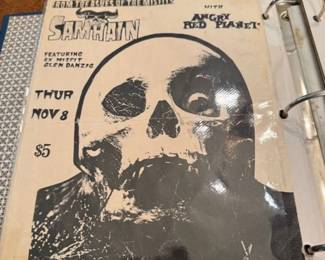 FROM THE ASHES OF THE MISFITS
SAMHAIN
WITH
ANGRY
RED PLANET
FEATURING
EX MISFIT
GLEN DANZIG
THUR
NOV 8
$5